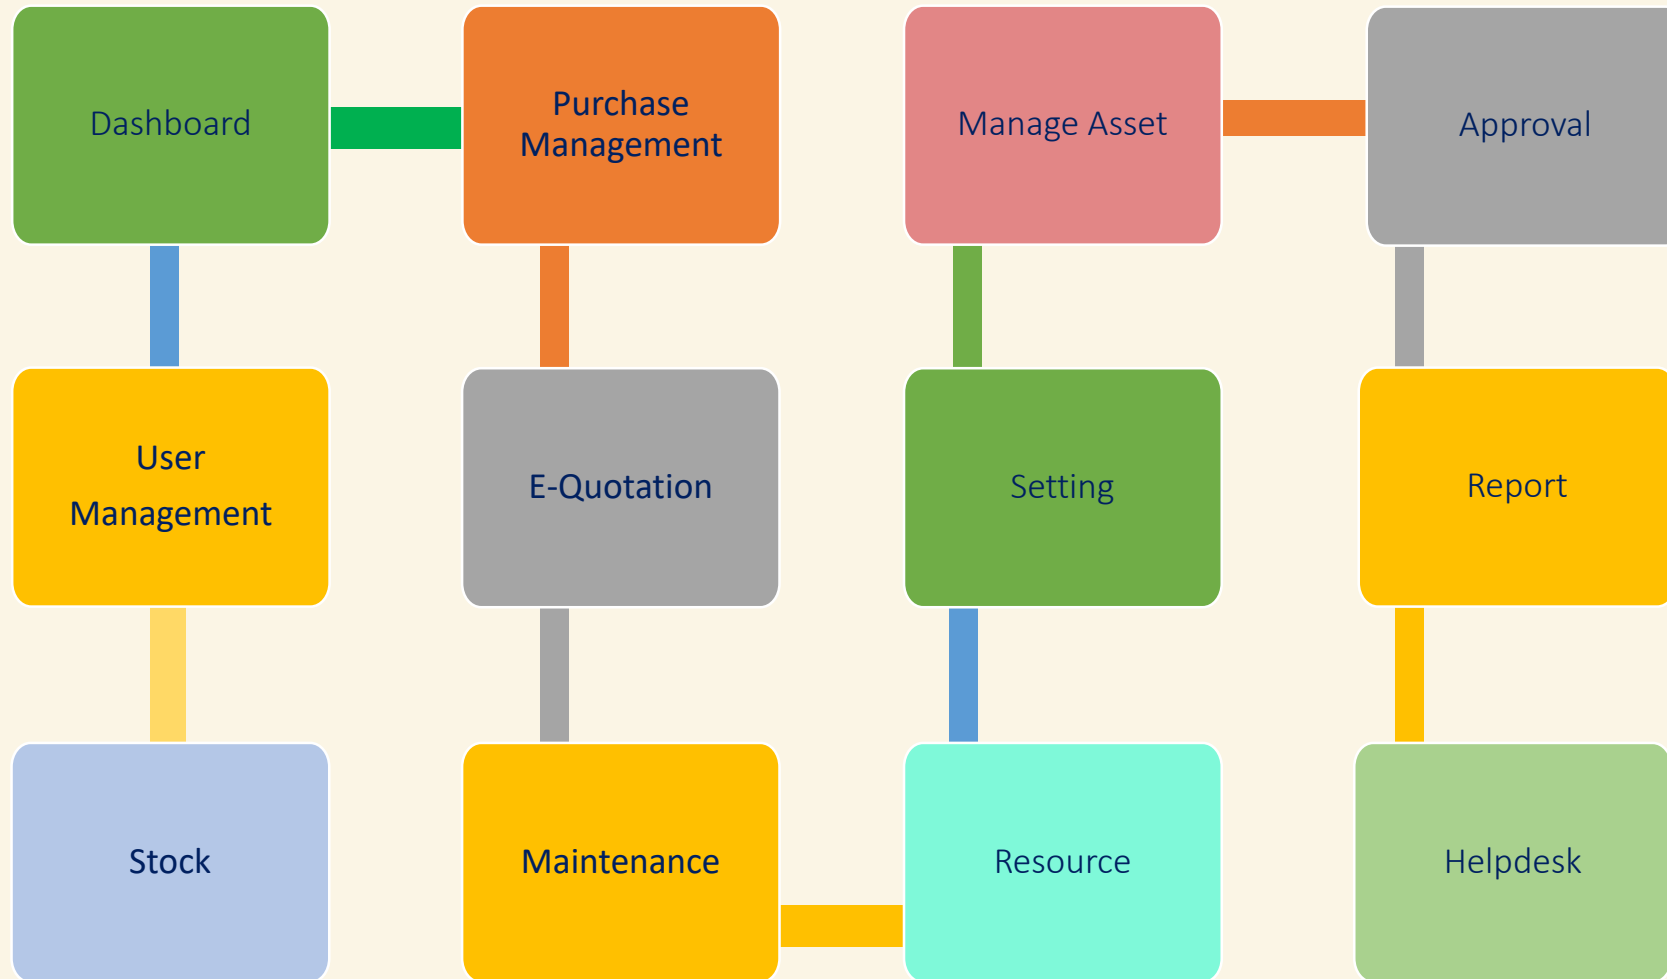 Dashboard
Purchase
Management
Manage Asset
Approval
User
Management
E-Quotation
Setting
Report
Stock
Maintenance
Resource
Helpdesk